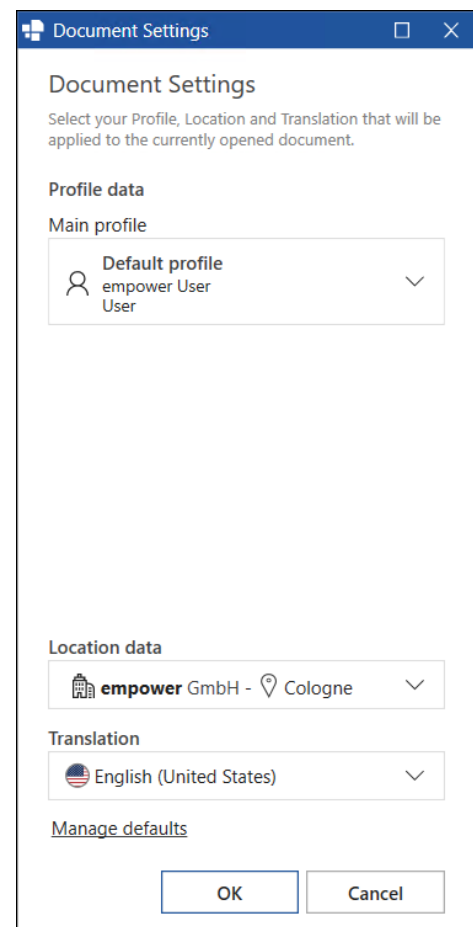 Document Settings
Document Settings
Select your Profile, Location and Translation that will be
applied to the currently opened document.
Profile data
Main profile
Default profile
empower User
User
Location data
empower GmbH - Cologne
Translation
English (United States)
Manage defaults
OK Cancel